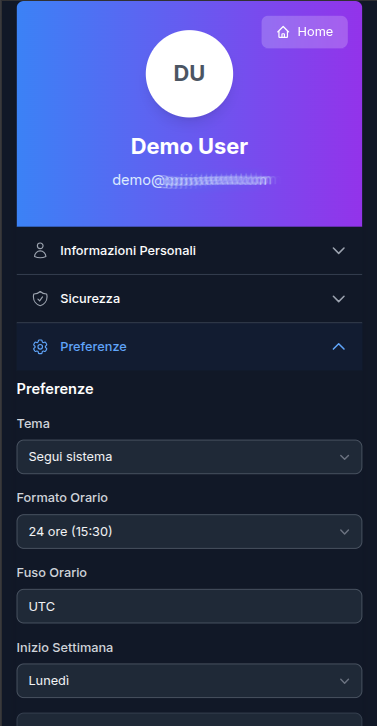 Home
DU
Demo User
demo@
Informazioni Personali
Sicurezza
Preferenze
Preferenze
Tema
Segui sistema
Formato Orario
24 ore (15:30)
Fuso Orario
UTC
Inizio Settimana
Lunedì